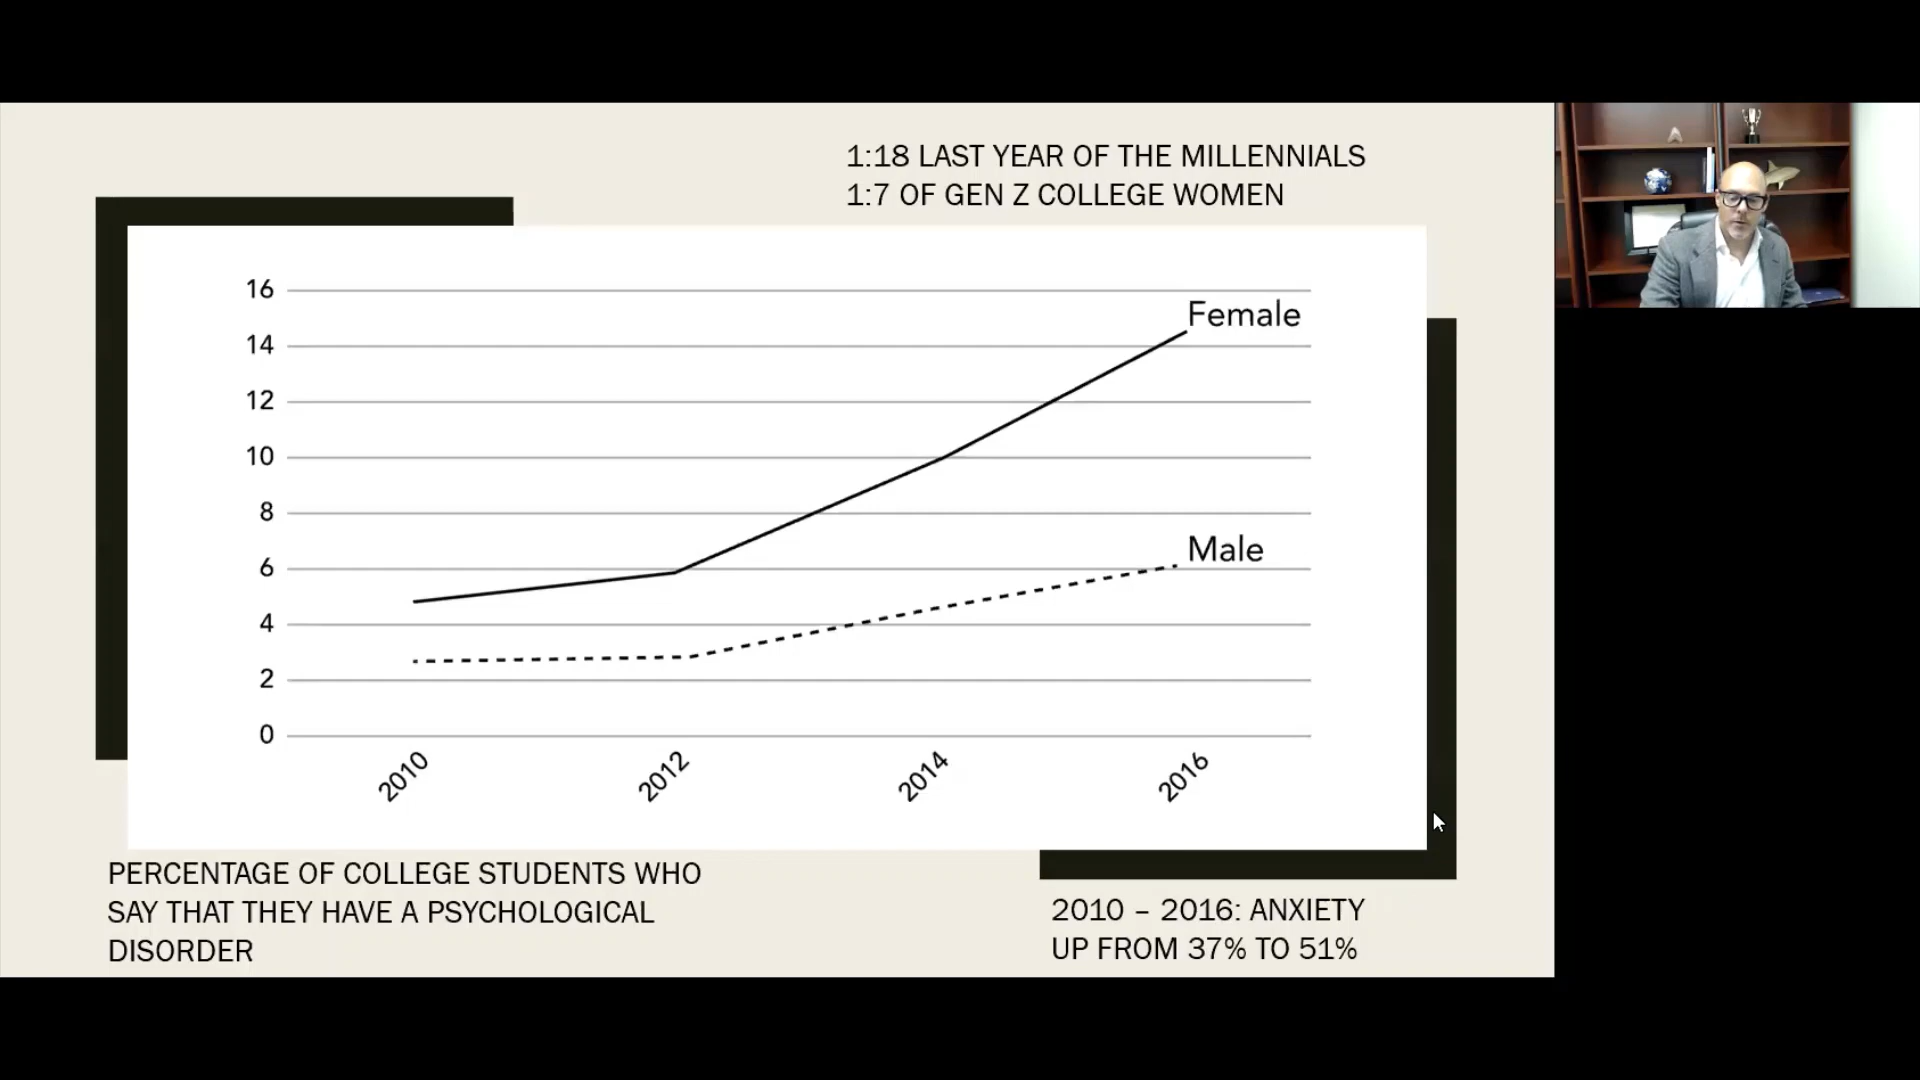 1:18 LAST YEAR OF THE MILLENNIALS
1:7 OF GEN Z COLLEGE WOMEN
16
14
12
10
8
6
4
2
0
Female
Male
2010
2012
2014
2016
PERCENTAGE OF COLLEGE STUDENTS WHO
SAY THAT THEY HAVE A PSYCHOLOGICAL
DISORDER
2010 – 2016: ANXIETY
UP FROM 37% TO 51%